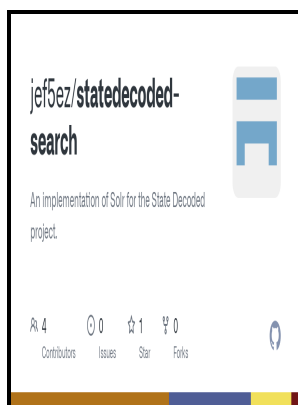 jef5ez/statedecoded-
search
An implementation of Solr for the State Decoded
project.
4 0 1 0
Contributors Issues Star Forks